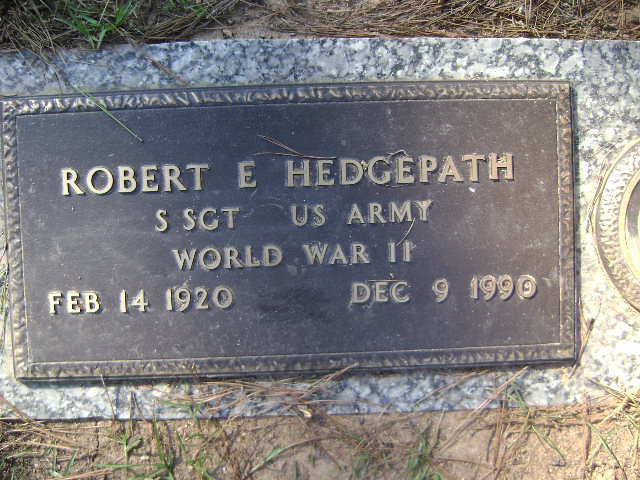 ROBERT E HEDGEPATH
S SGT US ARMY
WORLD WAR II
FEB 14 1920 DEC 9 1990